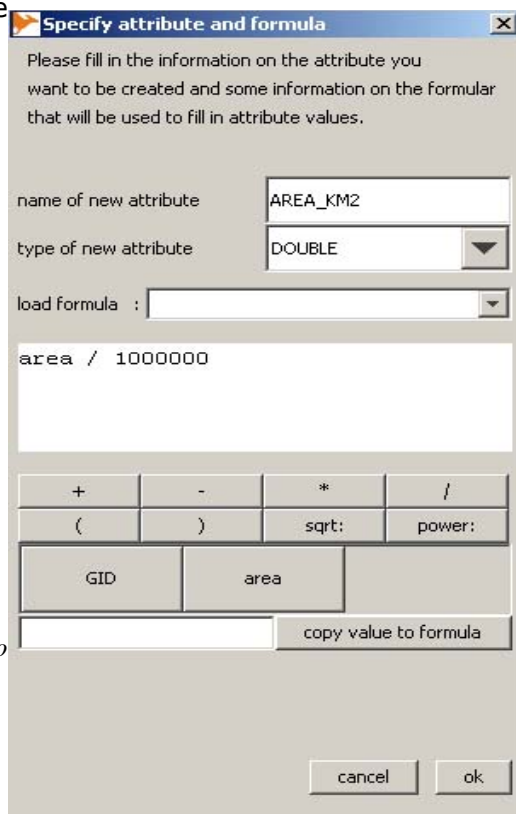 e
Specify attribute and formula
Please fill in the information on the attribute you
want to be created and some information on the formular
that will be used to fill in attribute values.
name of new attribute AREA_KM2
type of new attribute DOUBLE
load formula :
area / 1000000
+ - * /
( ) sqrt: power:
GID area
copy value to formula
o
cancel ok